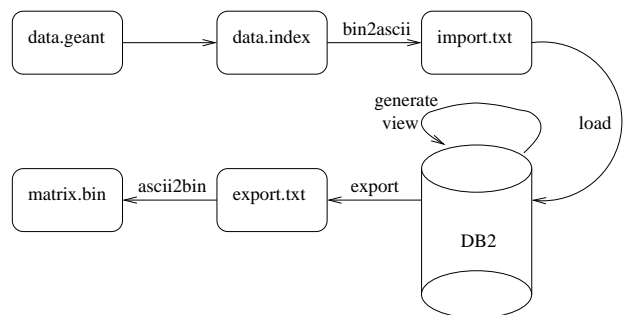 data.geant
data.index
bin2ascii
import.txt
generate
view
load
matrix.bin
ascii2bin
export.txt
export
DB2